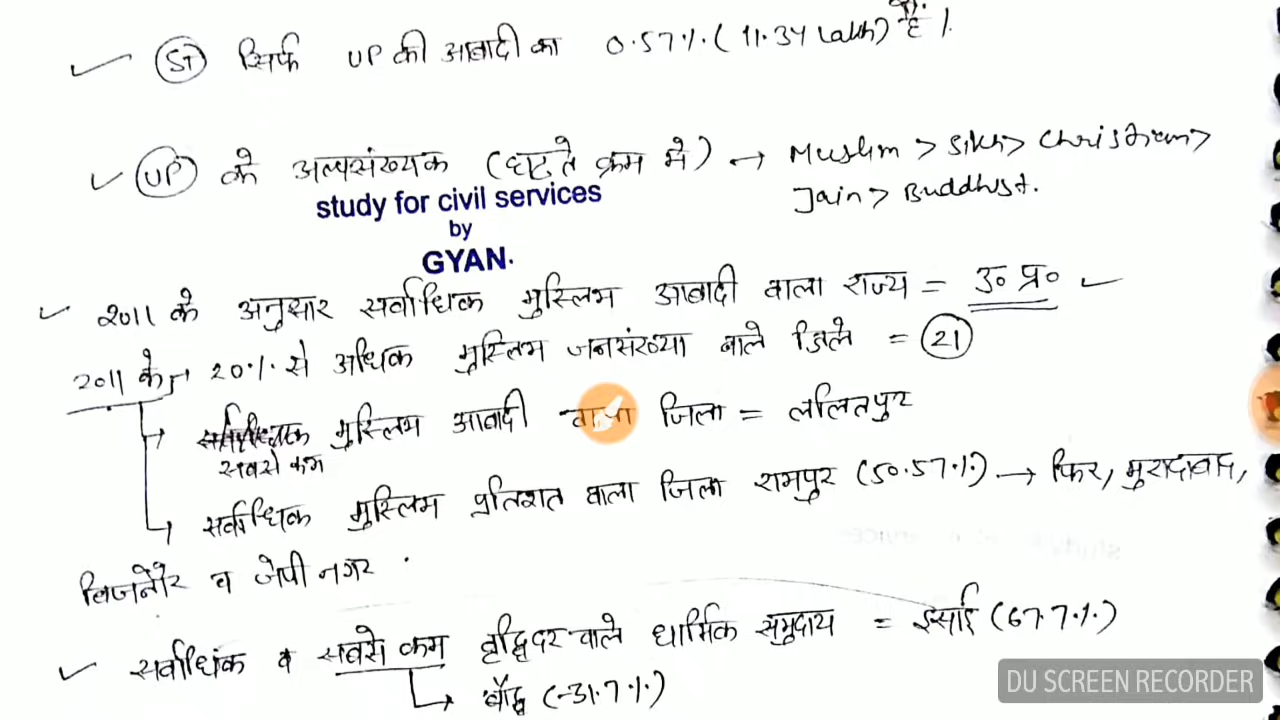 ST सिर्फ UP की आबादी का 0.57%. (11.34 Lakh) है।
UP के अल्पसंख्यक (घटते क्रम मे) → Muslim > Sikh > Christian >
Jain > Buddhist.
study for civil services
by
GYAN.
2011 के अनुसार सर्वाधिक मुस्लिम आबादी वाला राज्य = उ० प्र०
2011 के → 20% से अधिक मुस्लिम जनसंख्या वाले जिले = 21
मुस्लिम आबादी वाला जिला = ललितपुर
सबसे कम
सर्वाधिक मुस्लिम प्रतिशत वाला जिला रामपुर (50.57%) → फिर, मुरादाबाद,
बिजनौर व जेपी नगर
सर्वाधिक व सबसे कम वृद्धिदर वाले धार्मिक समुदाय = इसाई (67.7%)
बौद्ध (-31.7%)
DU SCREEN RECORDER